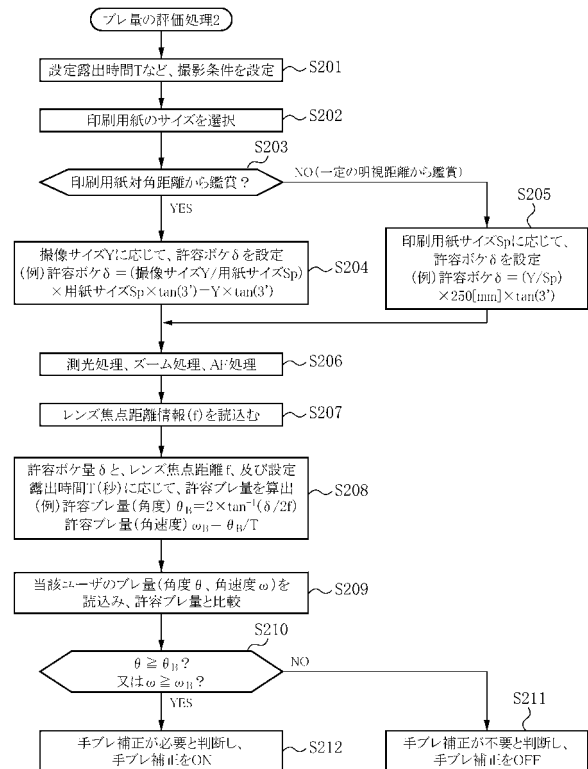 ブレ量の評価処理2
設定露出時間Tなど、撮影条件を設定
S201
印刷用紙のサイズを選択
S202
S203
印刷用紙対角距離から鑑賞?
NO(一定の明視距離から鑑賞)
YES
S205
撮像サイズYに応じて、許容ボケδを設定
(例)許容ボケδ=(撮像サイズY/用紙サイズSp)
×用紙サイズSp×tan(3')=Y×tan(3')
S204
印刷用紙サイズSpに応じて、
許容ボケδを設定
(例)許容ボケδ=(Y/Sp)
×250[mm]×tan(3')
測光処理、ズーム処理、AF処理
S206
レンズ焦点距離情報(f)を読込む
S207
許容ボケ量δと、レンズ焦点距離f、及び設定
露出時間T(秒)に応じて、許容ブレ量を算出
(例)許容ブレ量(角度) θB=2×tan⁻¹(δ/2f)
許容ブレ量(角速度) ωB=θB/T
S208
当該ユーザのブレ量(角度θ、角速度ω)を
読込み、許容ブレ量と比較
S209
S210
θ≧θB?
又はω≧ωB?
NO
YES
S211
手ブレ補正が必要と判断し、
手ブレ補正をON
S212
手ブレ補正が不要と判断し、
手ブレ補正をOFF